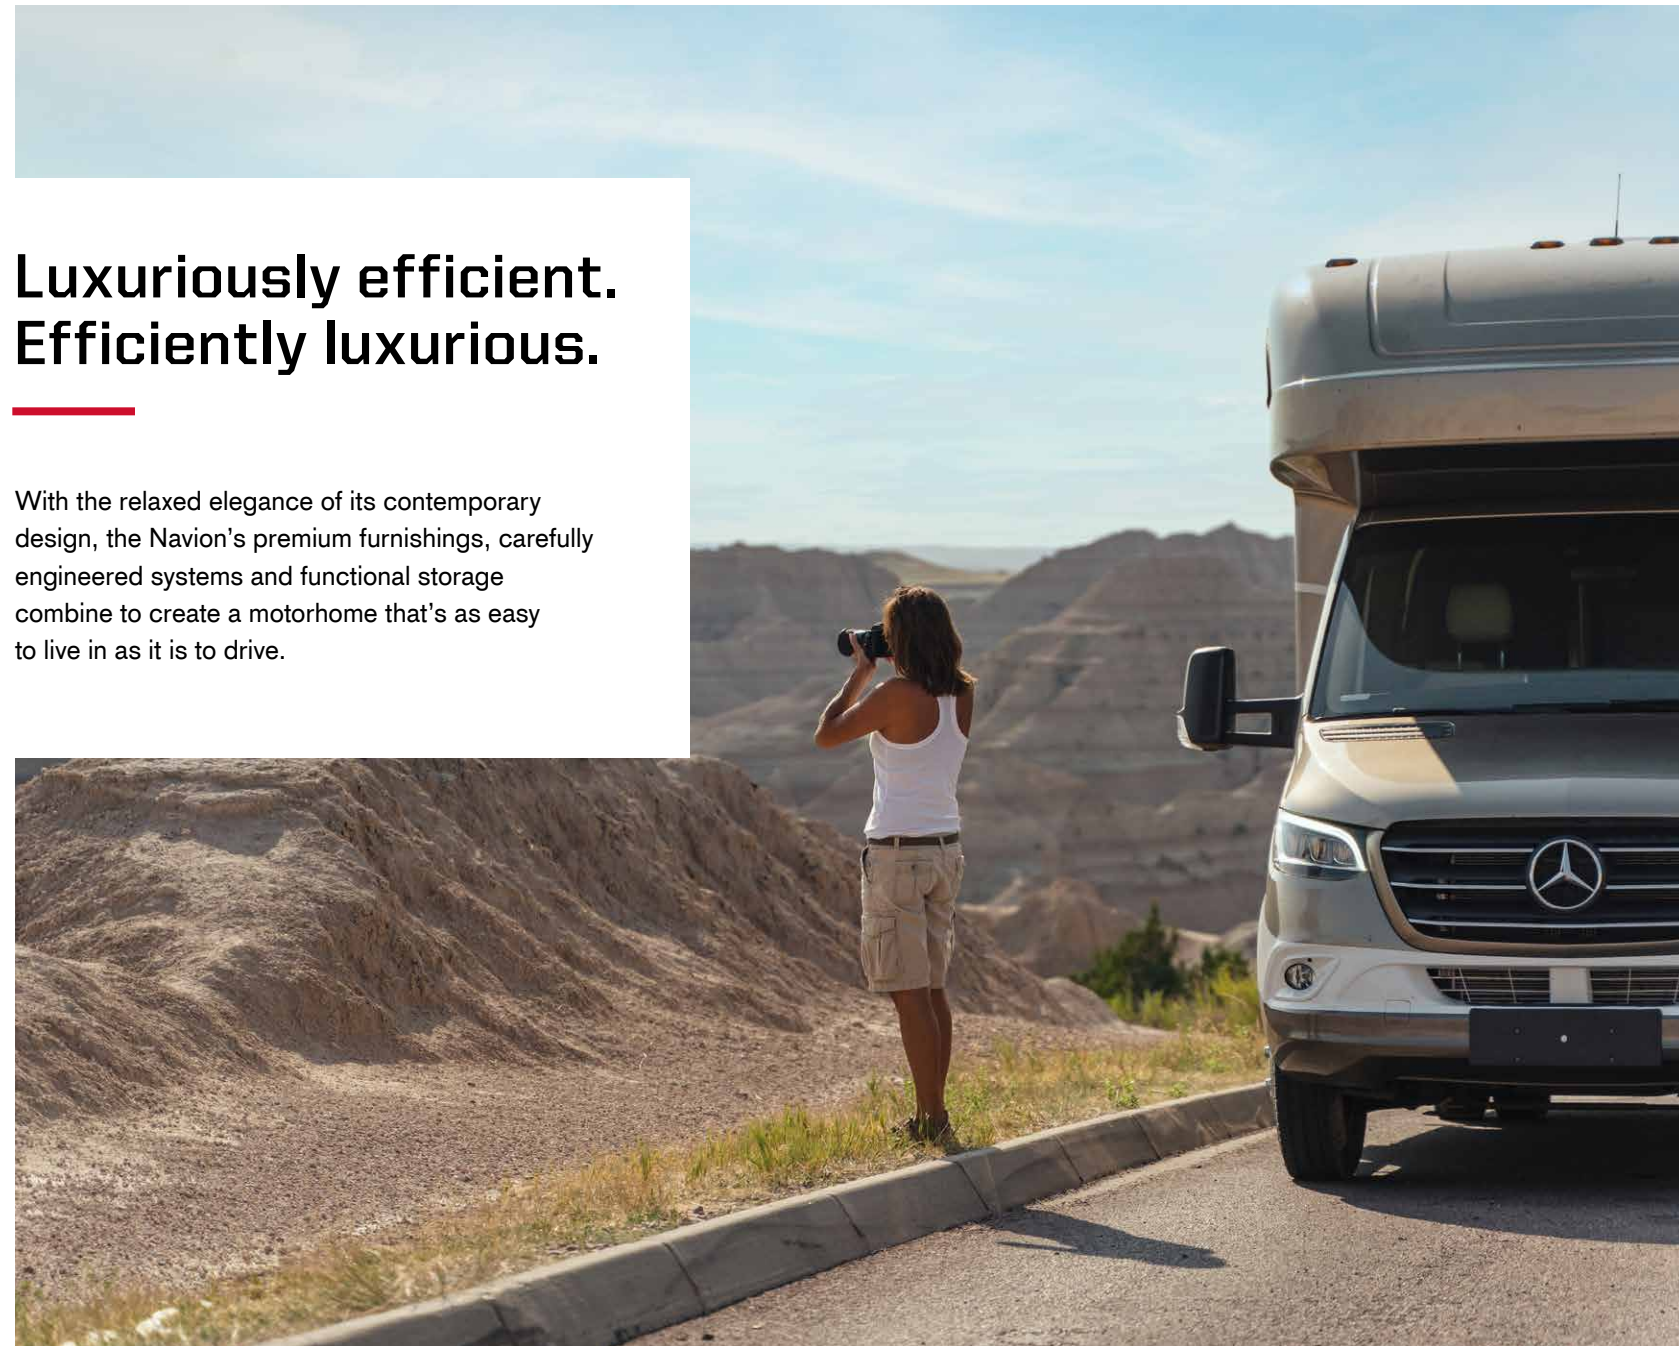 Luxuriously efficient.
Efficiently luxurious.
With the relaxed elegance of its contemporary
design, the Navion’s premium furnishings, carefully
engineered systems and functional storage
combine to create a motorhome that’s as easy
to live in as it is to drive.